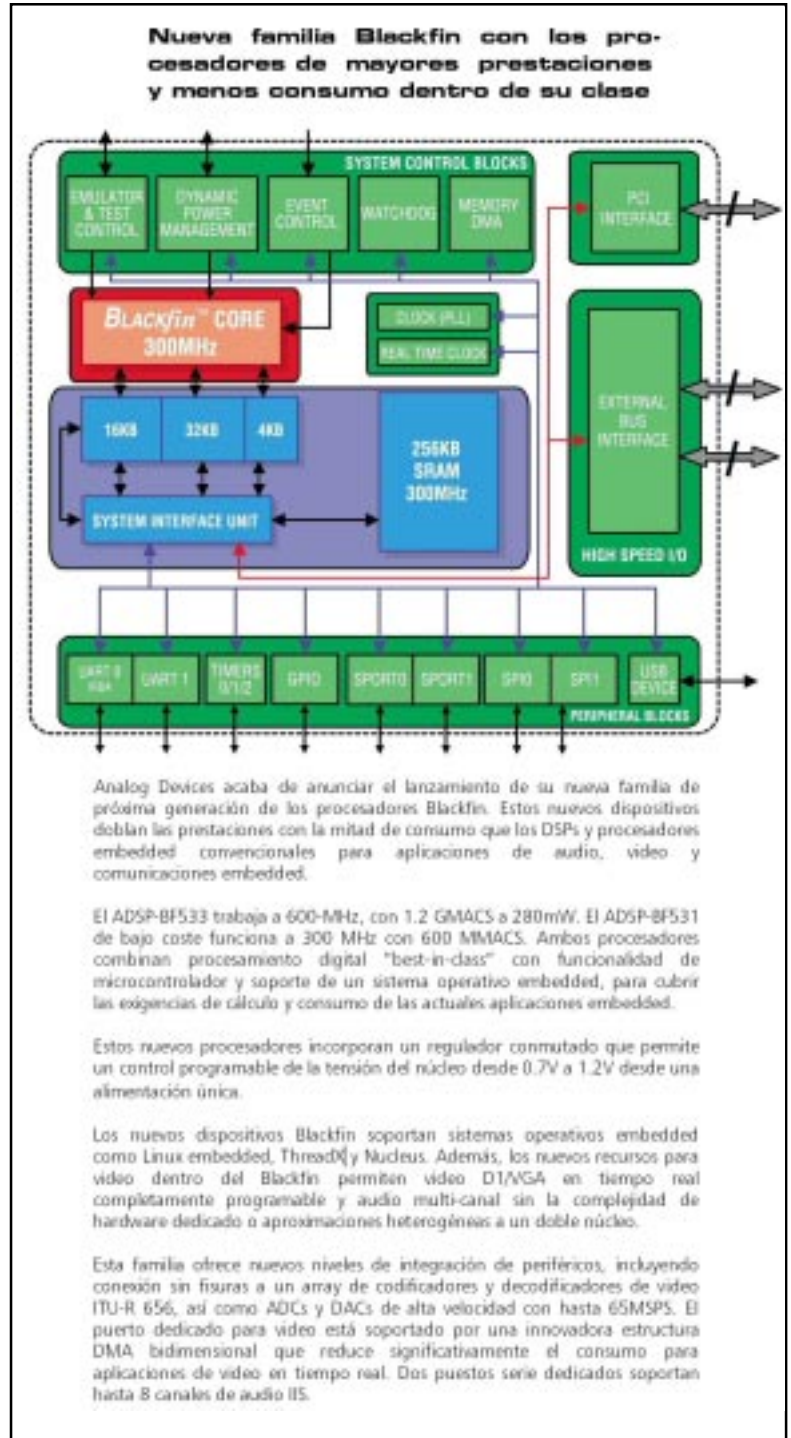 Nueva familia Blackfin con los pro-
cesadores de mayores prestaciones
y menos consumo dentro de su clase
SYSTEM CONTROL BLOCKS
EMULATOR
& TEST
CONTROL
DYNAMIC
POWER
MANAGEMENT
EVENT
CONTROL
WATCHDOG
MEMORY
DMA
PCI
INTERFACE
BLACKfin™ CORE
300MHz
CLOCK (PLL)
REAL TIME CLOCK
16KB
32KB
4KB
256KB
SRAM
300MHz
EXTERNAL
BUS
INTERFACE
SYSTEM INTERFACE UNIT
HIGH SPEED I/O
UART 0
UART 1
TIMERS
0/1/2
GPIO
SPORT0
SPORT1
SPI0
SPI1
USB
DEVICE
PERIPHERAL BLOCKS
Analog Devices acaba de anunciar el lanzamiento de su nueva familia de
próxima generación de los procesadores Blackfin. Estos nuevos dispositivos
doblan las prestaciones con la mitad de consumo que los DSPs y procesadores
embedded convencionales para aplicaciones de audio, video y
comunicaciones embedded.
El ADSP-BF533 trabaja a 600-MHz, con 1.2 GMACS a 280mW. El ADSP-BF531
de bajo coste funciona a 300 MHz con 600 MMACS. Ambos procesadores
combinan procesamiento digital "best-in-class" con funcionalidad de
microcontrolador y soporte de un sistema operativo embedded, para cubrir
las exigencias de cálculo y consumo de las actuales aplicaciones embedded.
Estos nuevos procesadores incorporan un regulador conmutado que permite
un control programable de la tensión del núcleo desde 0.7V a 1.2V desde una
alimentación única.
Los nuevos dispositivos Blackfin soportan sistemas operativos embedded
como Linux embedded, ThreadX y Nucleus. Además, los nuevos recursos para
video dentro del Blackfin permiten video D1/VGA en tiempo real
completamente programable y audio multi-canal sin la complejidad de
hardware dedicado o aproximaciones heterogéneas a un doble núcleo.
Esta familia ofrece nuevos niveles de integración de periféricos, incluyendo
conexión sin fisuras a un array de codificadores y decodificadores de video
ITU-R 656, así como ADCs y DACs de alta velocidad con hasta 65MSPS. El
puerto dedicado para video está soportado por una innovadora estructura
DMA bidimensional que reduce significativamente el consumo para
aplicaciones de video en tiempo real. Dos puestos serie dedicados soportan
hasta 8 canales de audio IIS.